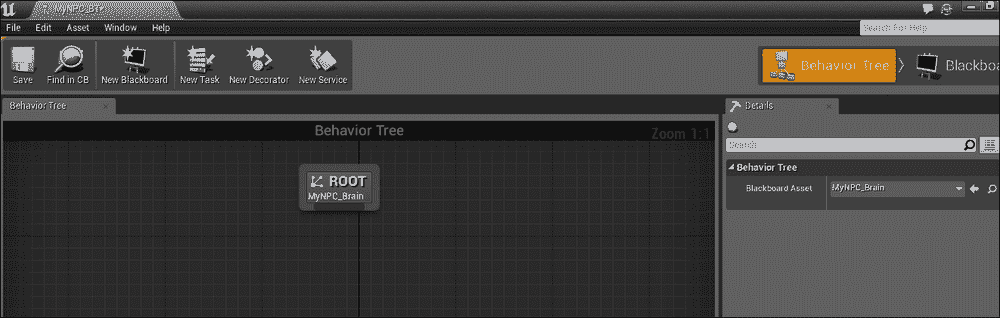 MyNPC_BT*
File Edit Asset Window Help
Search For Help
Save Find in CB New Blackboard New Task New Decorator New Service
Behavior Tree Blackboa
Behavior Tree
Details
Behavior Tree
Zoom 1:1
Search
ROOT
MyNPC_Brain
Behavior Tree
Blackboard Asset MyNPC_Brain